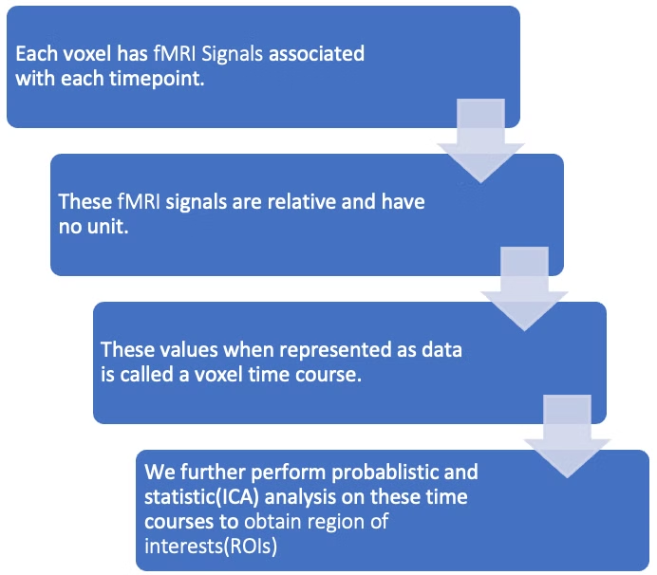 Each voxel has fMRI Signals associated
with each timepoint.
These fMRI signals are relative and have
no unit.
These values when represented as data
is called a voxel time course.
We further perform probablistic and
statistic(ICA) analysis on these time
courses to obtain region of
interests(ROIs)